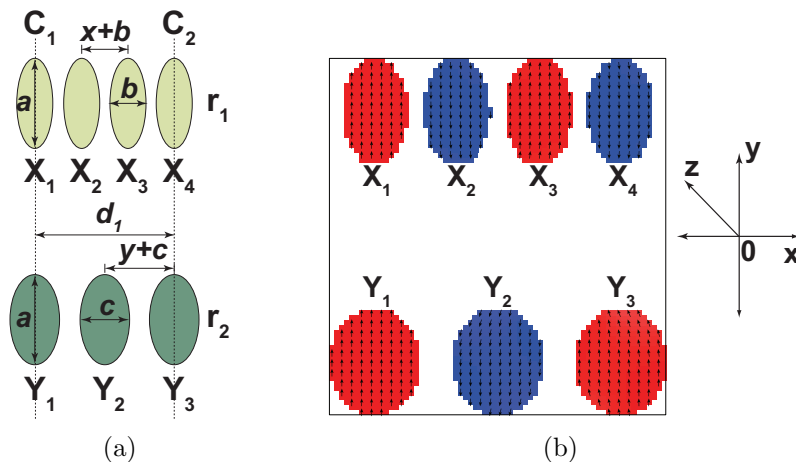 C₁ C₂
x+b
a b r₁
X₁ X₂ X₃ X₄
d₁
y+c
a c r₂
Y₁ Y₂ Y₃
(a)
X₁ X₂ X₃ X₄
Y₁ Y₂ Y₃
y
z
0 x
(b)